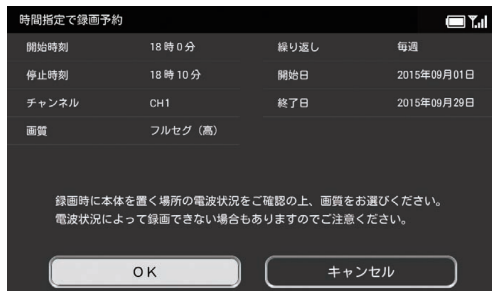 時間指定で録画予約
開始時刻 18時0分 繰り返し 毎週
停止時刻 18時10分 開始日 2015年09月01日
チャンネル CH1 終了日 2015年09月29日
画質 フルセグ（高）
録画時に本体を置く場所の電波状況をご確認の上、画質をお選びください。
電波状況によって録画できない場合もありますのでご注意ください。
OK キャンセル